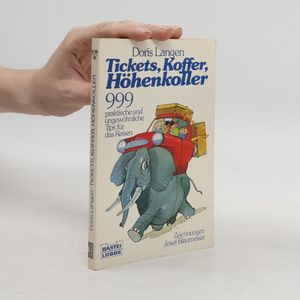 Doris Langen
Tickets, Koffer,
Höhenkoller
999
praktische und
ungewöhnliche
Tips für
das Reisen
Zeichnungen
Josef Blaumeiser
BASTEI
LÜBBE
Doris Langen: TICKETS, KOFFER, HÖHENKOLLER